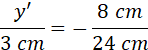 y′/3 cm = − 8 cm/24 cm